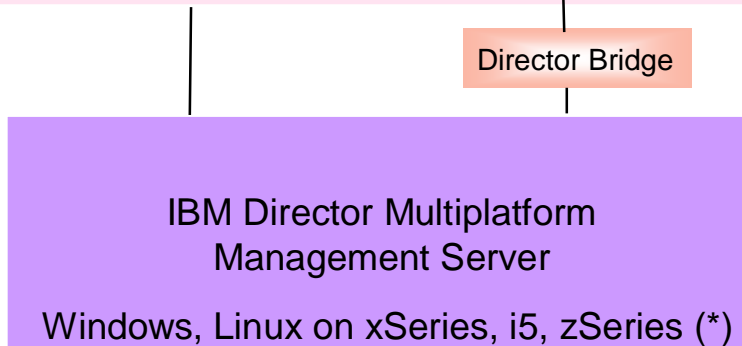 Director Bridge
IBM Director Multiplatform
Management Server
Windows, Linux on xSeries, i5, zSeries (*)